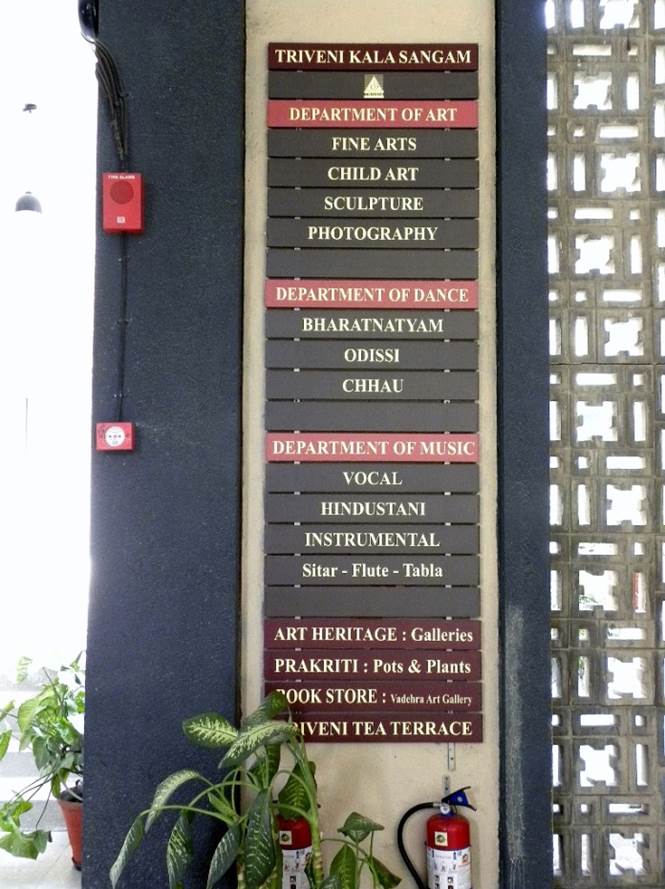 TRIVENI KALA SANGAM
DEPARTMENT OF ART
FINE ARTS
CHILD ART
SCULPTURE
PHOTOGRAPHY
DEPARTMENT OF DANCE
BHARATNATYAM
ODISSI
CHHAU
DEPARTMENT OF MUSIC
VOCAL
HINDUSTANI
INSTRUMENTAL
Sitar - Flute - Tabla
ART HERITAGE : Galleries
PRAKRITI : Pots & Plants
BOOK STORE : Vadehra Art Gallery
TRIVENI TEA TERRACE
FIRE ALARM